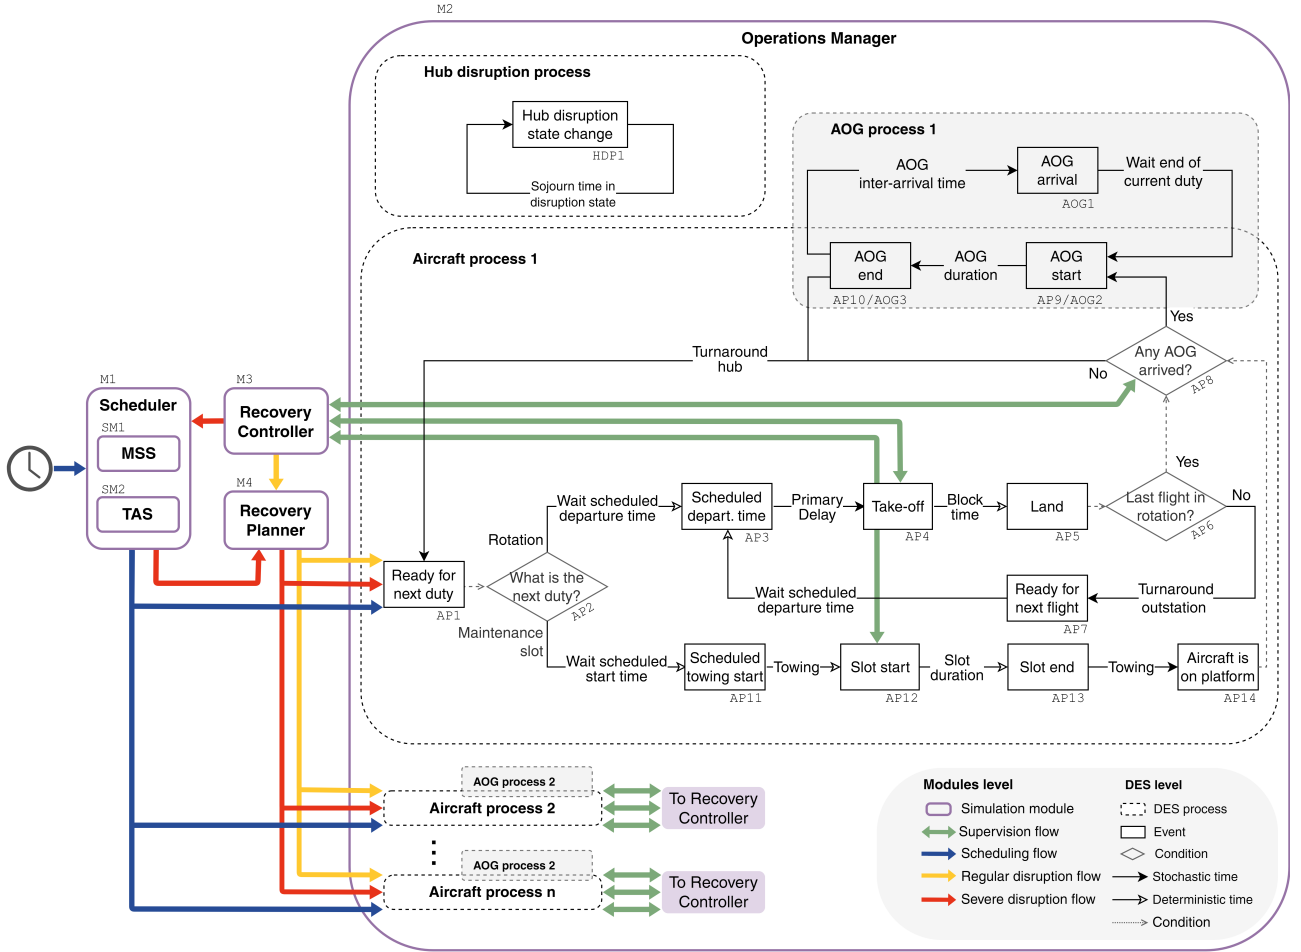 M2
Operations Manager
Hub disruption process
Hub disruption
state change
HDP1
Sojourn time in
disruption state
AOG process 1
AOG
inter-arrival time
AOG
arrival
AOG1
Wait end of
current duty
Aircraft process 1
AOG
end
AP10/AOG3
AOG
duration
AOG
start
AP9/AOG2
Yes
Any AOG
arrived?
AP8
No
Turnaround
hub
M1
Scheduler
SM1
MSS
SM2
TAS
M3
Recovery
Controller
M4
Recovery
Planner
Ready for
next duty
AP1
What is the
next duty?
AP2
Rotation
Wait scheduled
departure time
Scheduled
depart. time
AP3
Primary
Delay
Take-off
AP4
Block
time
Land
AP5
Last flight in
rotation?
AP6
Yes
No
Turnaround
outstation
Ready for
next flight
AP7
Wait scheduled
departure time
Maintenance
slot
Wait scheduled
start time
Scheduled
towing start
AP11
Towing
Slot start
AP12
Slot
duration
Slot end
AP13
Towing
Aircraft is
on platform
AP14
AOG process 2
Aircraft process 2
To Recovery
Controller
AOG process 2
Aircraft process n
To Recovery
Controller
Modules level
Simulation module
Supervision flow
Scheduling flow
Regular disruption flow
Severe disruption flow
DES level
DES process
Event
Condition
Stochastic time
Deterministic time
Condition